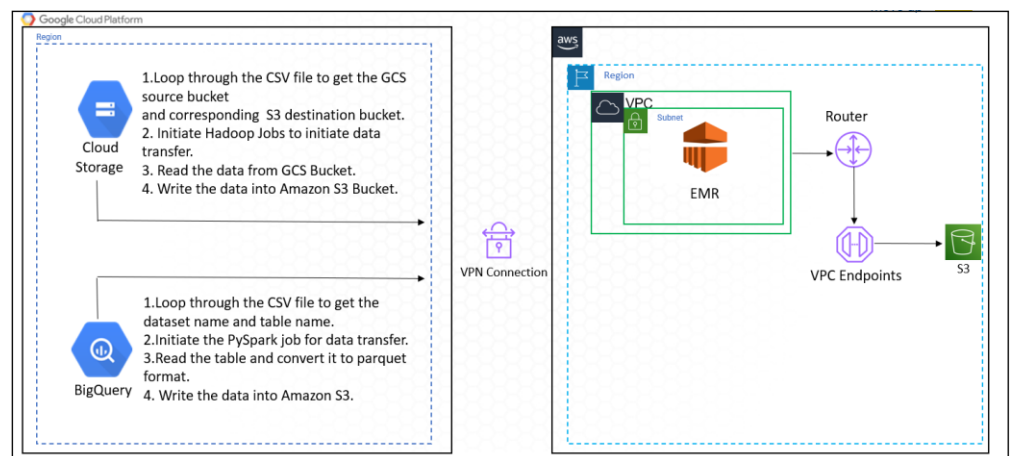 Google Cloud Platform
Region
1.Loop through the CSV file to get the GCS
source bucket
and corresponding S3 destination bucket.
2. Initiate Hadoop Jobs to initiate data
transfer.
3. Read the data from GCS Bucket.
4. Write the data into Amazon S3 Bucket.
Cloud
Storage
1.Loop through the CSV file to get the
dataset name and table name.
2.Initiate the PySpark job for data transfer.
3.Read the table and convert it to parquet
format.
4. Write the data into Amazon S3.
BigQuery
VPN Connection
aws
Region
VPC
Subnet
EMR
Router
VPC Endpoints
S3